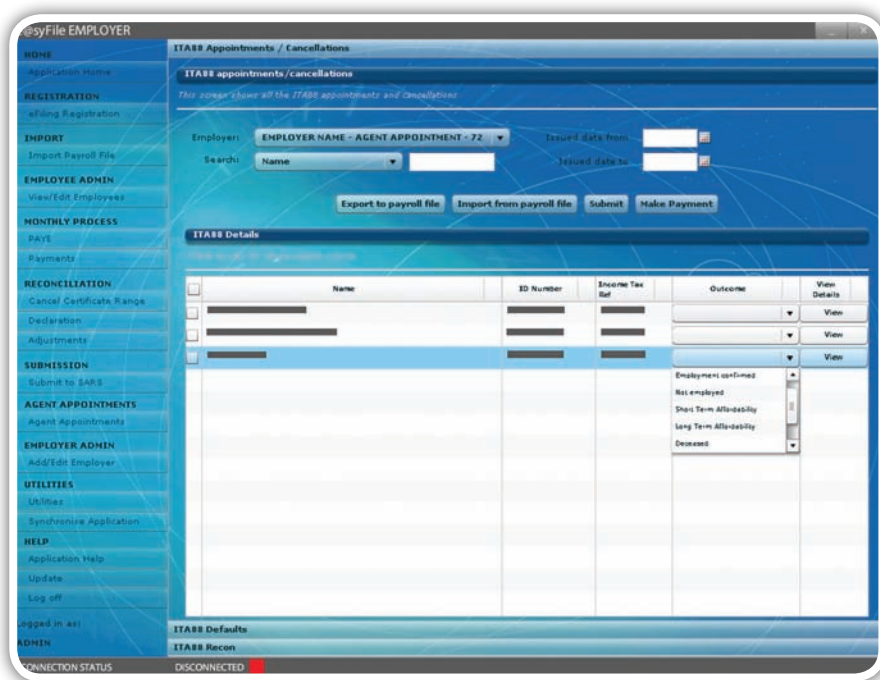 @syFile EMPLOYER
HOME
Application Home
REGISTRATION
eFiling Registration
IMPORT
Import Payroll File
EMPLOYEE ADMIN
View/Edit Employees
MONTHLY PROCESS
PAYE
Payments
RECONCILIATION
Cancel Certificate Range
Declaration
Adjustments
SUBMISSION
Submit to SARS
AGENT APPOINTMENTS
Agent Appointments
EMPLOYER ADMIN
Add/Edit Employer
UTILITIES
Utilities
Synchronise Application
HELP
Application Help
Update
Log off
Logged in as:
ADMIN
CONNECTION STATUS DISCONNECTED
ITA88 Appointments / Cancellations
ITA88 appointments/cancellations
This screen shows all the ITA88 appointments and cancellations
Employer: EMPLOYER NAME - AGENT APPOINTMENT - 72 Issued date from
Search: Name Issued date to
Export to payroll file Import from payroll file Submit Make Payment
ITA88 Details
Name ID Number Income Tax Ref Outcome View Details
View
View
View
Employment confirmed
Not employed
Short Term Affordability
Long Term Affordability
Deceased
ITA88 Defaults
ITA88 Recon